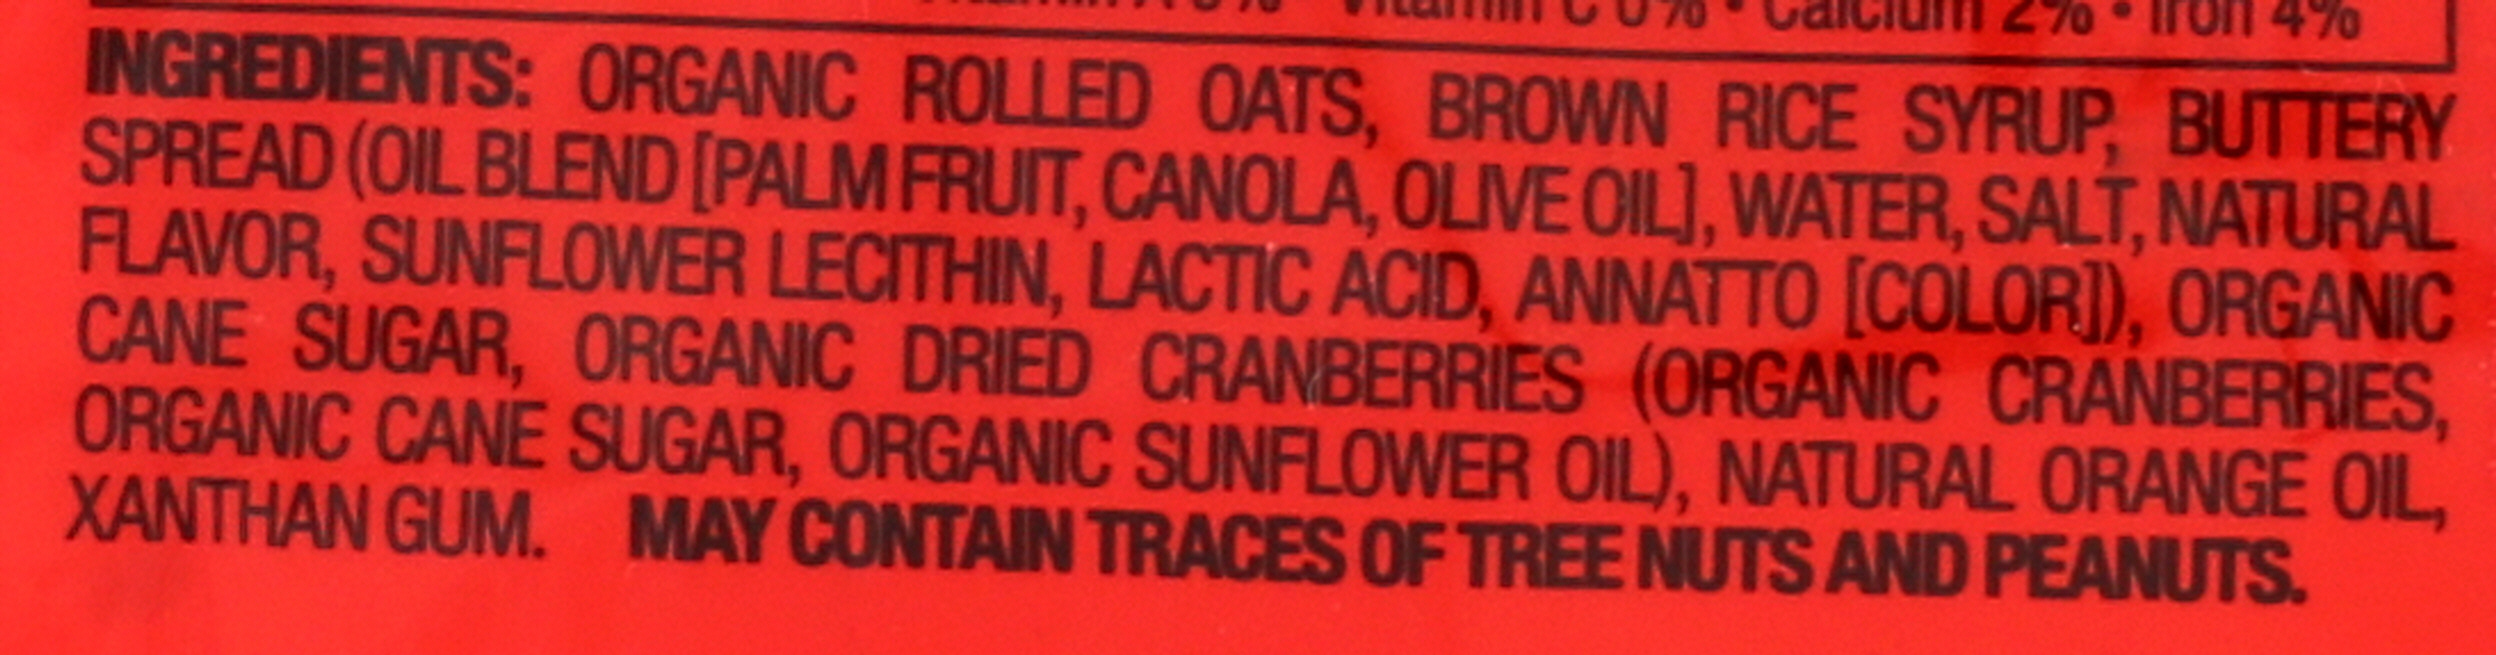 Vitamin C 0% • Calcium 2% • Iron 4%
INGREDIENTS: ORGANIC ROLLED OATS, BROWN RICE SYRUP, BUTTERY
SPREAD (OIL BLEND [PALM FRUIT, CANOLA, OLIVE OIL], WATER, SALT, NATURAL
FLAVOR, SUNFLOWER LECITHIN, LACTIC ACID, ANNATTO [COLOR]), ORGANIC
CANE SUGAR, ORGANIC DRIED CRANBERRIES (ORGANIC CRANBERRIES,
ORGANIC CANE SUGAR, ORGANIC SUNFLOWER OIL), NATURAL ORANGE OIL,
XANTHAN GUM. MAY CONTAIN TRACES OF TREE NUTS AND PEANUTS.